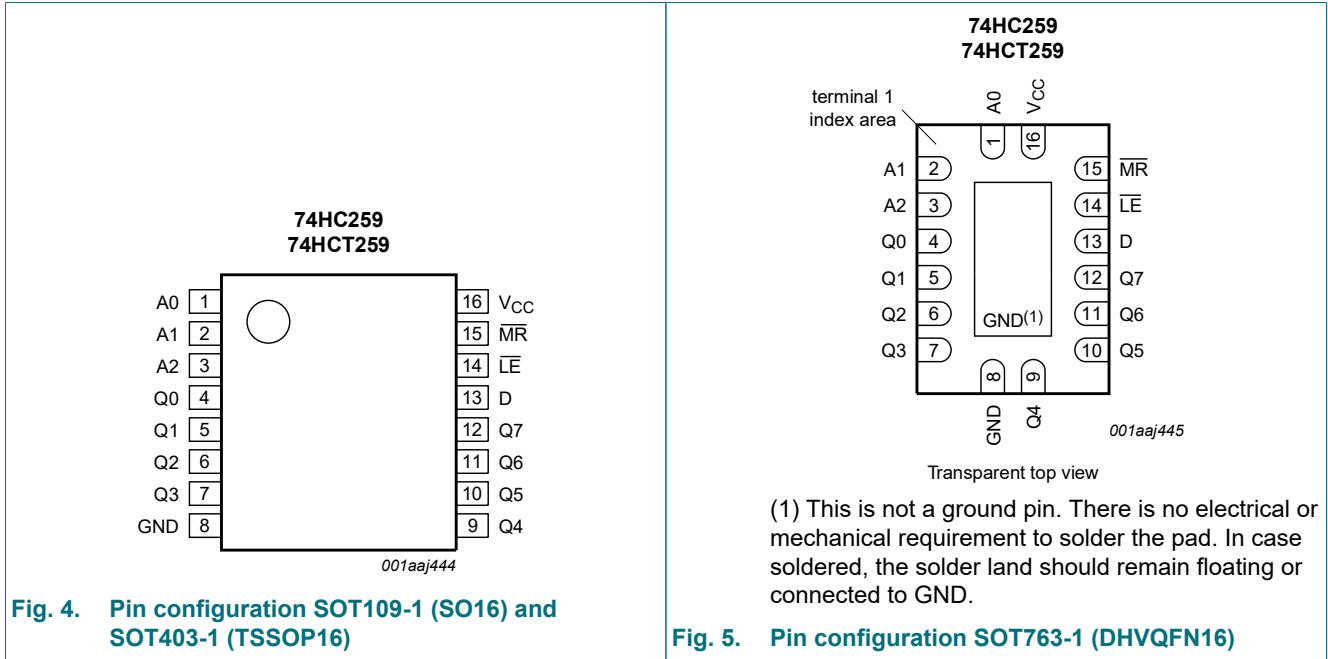 74HC259
74HCT259
A0 1
A1 2
A2 3
Q0 4
Q1 5
Q2 6
Q3 7
GND 8
16 VCC
15 M̅R̅
14 L̅E̅
13 D
12 Q7
11 Q6
10 Q5
9 Q4
001aaj444
Fig. 4. Pin configuration SOT109-1 (SO16) and
SOT403-1 (TSSOP16)
74HC259
74HCT259
terminal 1
index area
A0 1
VCC 16
A1 2
A2 3
Q0 4
Q1 5
Q2 6
Q3 7
15 M̅R̅
14 L̅E̅
13 D
12 Q7
11 Q6
10 Q5
GND(1)
GND 8
Q4 9
001aaj445
Transparent top view
(1) This is not a ground pin. There is no electrical or
mechanical requirement to solder the pad. In case
soldered, the solder land should remain floating or
connected to GND.
Fig. 5. Pin configuration SOT763-1 (DHVQFN16)